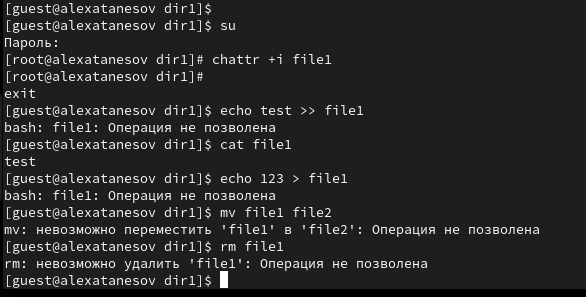 [guest@alexatanesov dir1]$
[guest@alexatanesov dir1]$ su
Пароль:
[root@alexatanesov dir1]# chattr +i file1
[root@alexatanesov dir1]#
exit
[guest@alexatanesov dir1]$ echo test >> file1
bash: file1: Операция не позволена
[guest@alexatanesov dir1]$ cat file1
test
[guest@alexatanesov dir1]$ echo 123 > file1
bash: file1: Операция не позволена
[guest@alexatanesov dir1]$ mv file1 file2
mv: невозможно переместить 'file1' в 'file2': Операция не позволена
[guest@alexatanesov dir1]$ rm file1
rm: невозможно удалить 'file1': Операция не позволена
[guest@alexatanesov dir1]$